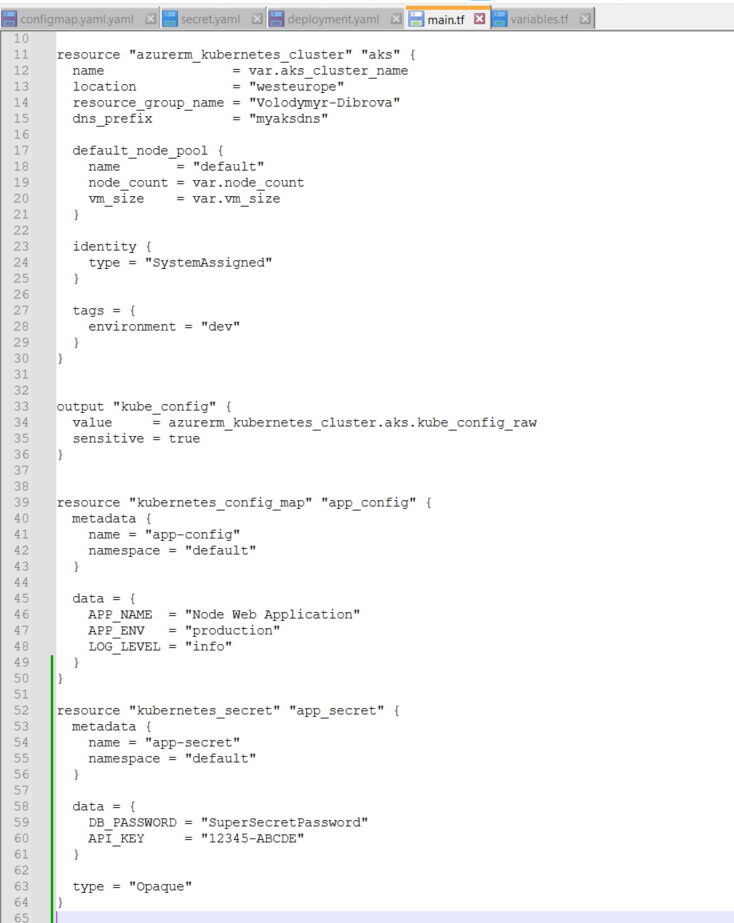 configmap.yaml.yaml secret.yaml deployment.yaml main.tf variables.tf
10
11 resource "azurerm_kubernetes_cluster" "aks" {
12   name                = var.aks_cluster_name
13   location            = "westeurope"
14   resource_group_name = "Volodymyr-Dibrova"
15   dns_prefix          = "myaksdns"
16
17   default_node_pool {
18     name       = "default"
19     node_count = var.node_count
20     vm_size    = var.vm_size
21   }
22
23   identity {
24     type = "SystemAssigned"
25   }
26
27   tags = {
28     environment = "dev"
29   }
30 }
31
32
33 output "kube_config" {
34   value     = azurerm_kubernetes_cluster.aks.kube_config_raw
35   sensitive = true
36 }
37
38
39 resource "kubernetes_config_map" "app_config" {
40   metadata {
41     name = "app-config"
42     namespace = "default"
43   }
44
45   data = {
46     APP_NAME  = "Node Web Application"
47     APP_ENV   = "production"
48     LOG_LEVEL = "info"
49   }
50 }
51
52 resource "kubernetes_secret" "app_secret" {
53   metadata {
54     name = "app-secret"
55     namespace = "default"
56   }
57
58   data = {
59     DB_PASSWORD = "SuperSecretPassword"
60     API_KEY     = "12345-ABCDE"
61   }
62
63   type = "Opaque"
64 }
65